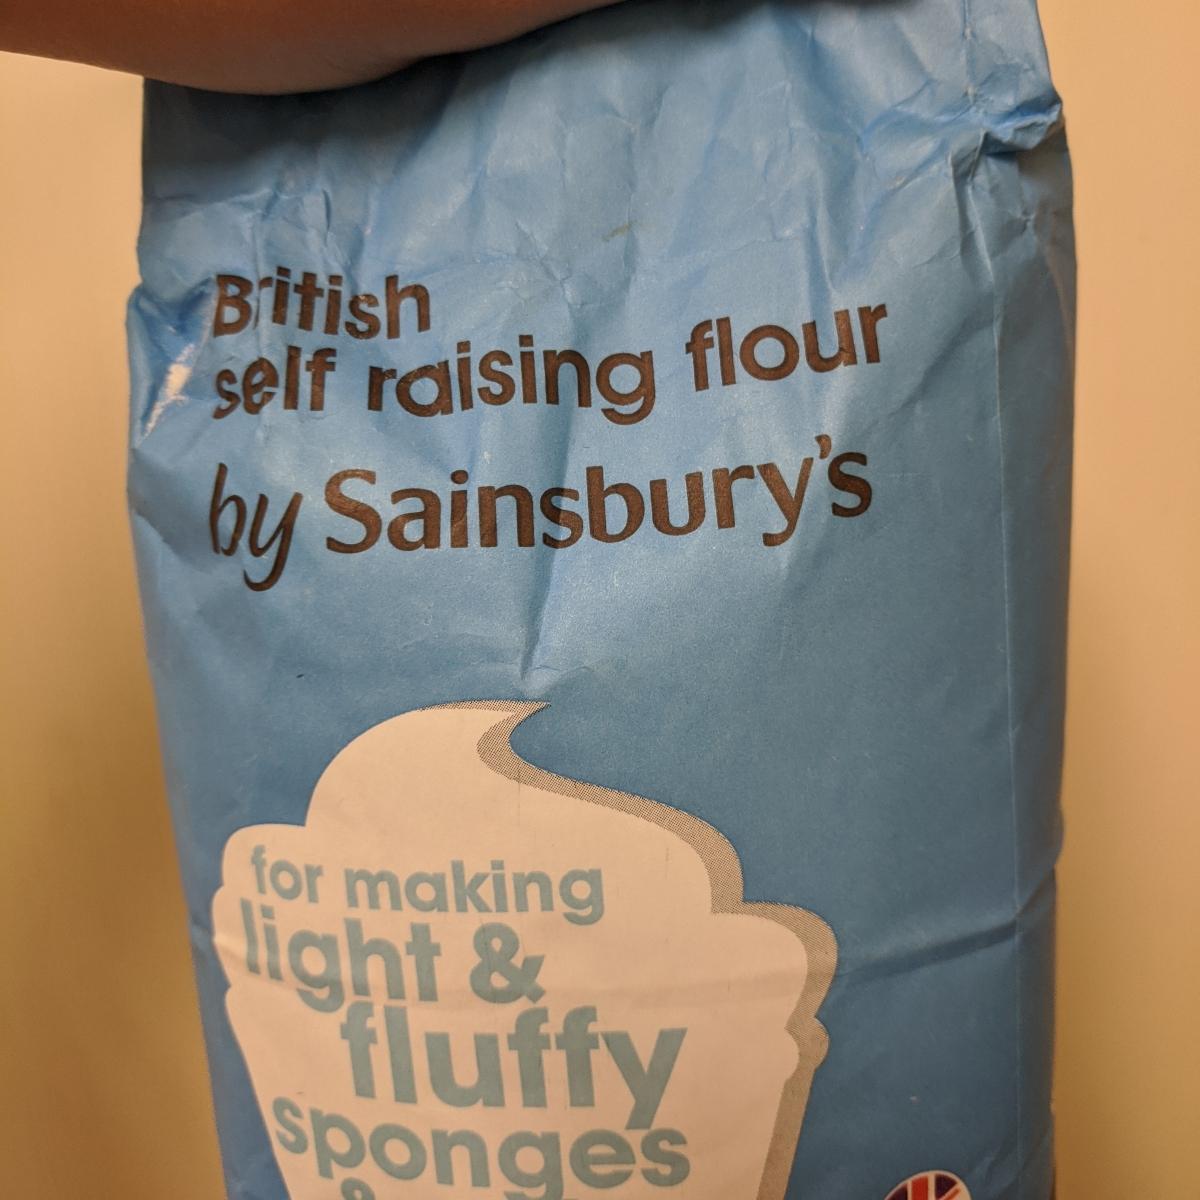 British
self raising flour
by Sainsbury's
for making
light &
fluffy
sponges
&